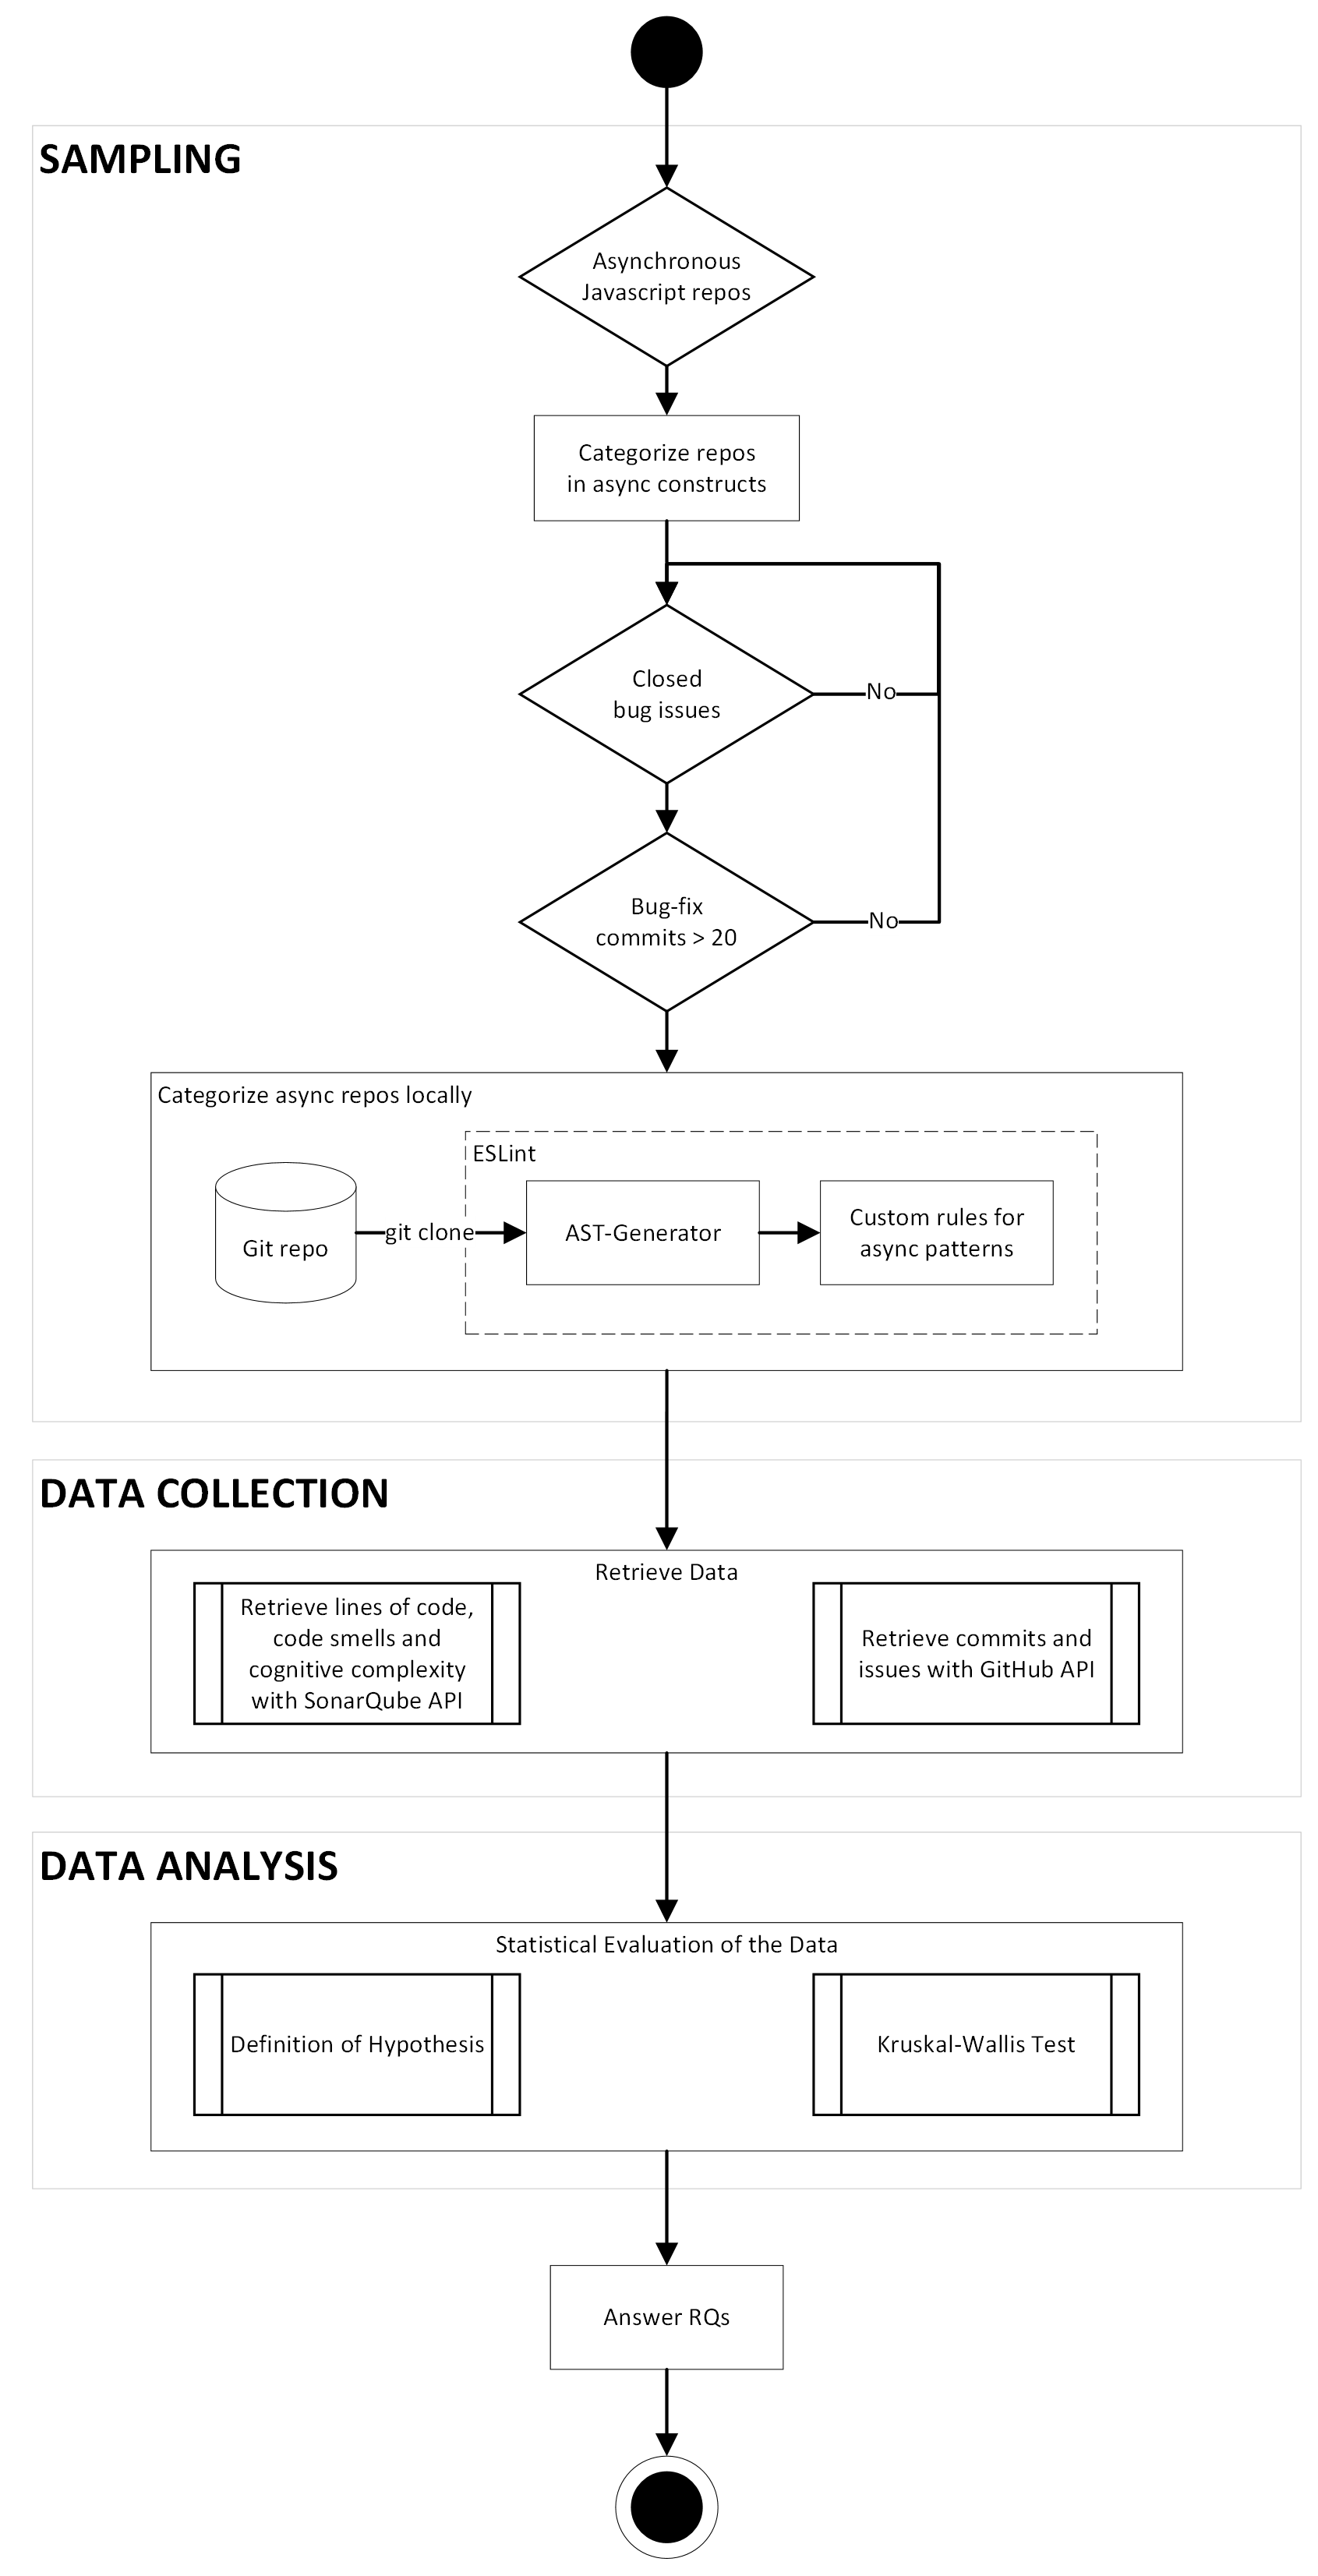 SAMPLING
Asynchronous
Javascript repos
Categorize repos
in async constructs
Closed
bug issues
No
Bug-fix
commits > 20
No
Categorize async repos locally
ESLint
Git repo
git clone
AST-Generator
Custom rules for
async patterns
DATA COLLECTION
Retrieve Data
Retrieve lines of code,
code smells and
cognitive complexity
with SonarQube API
Retrieve commits and
issues with GitHub API
DATA ANALYSIS
Statistical Evaluation of the Data
Definition of Hypothesis
Kruskal-Wallis Test
Answer RQs